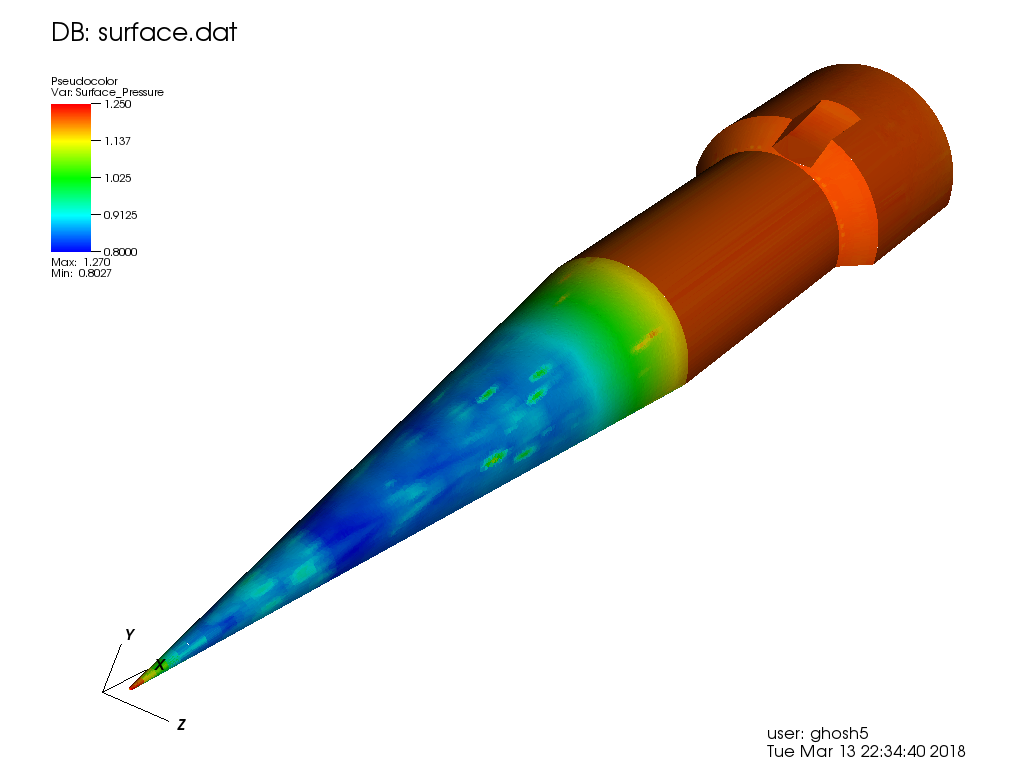 DB: surface.dat
Pseudocolor
Var: Surface_Pressure
1.250
1.137
1.025
0.9125
0.8000
Max: 1.270
Min: 0.8027
Y
X
Z
user: ghosh5
Tue Mar 13 22:34:40 2018